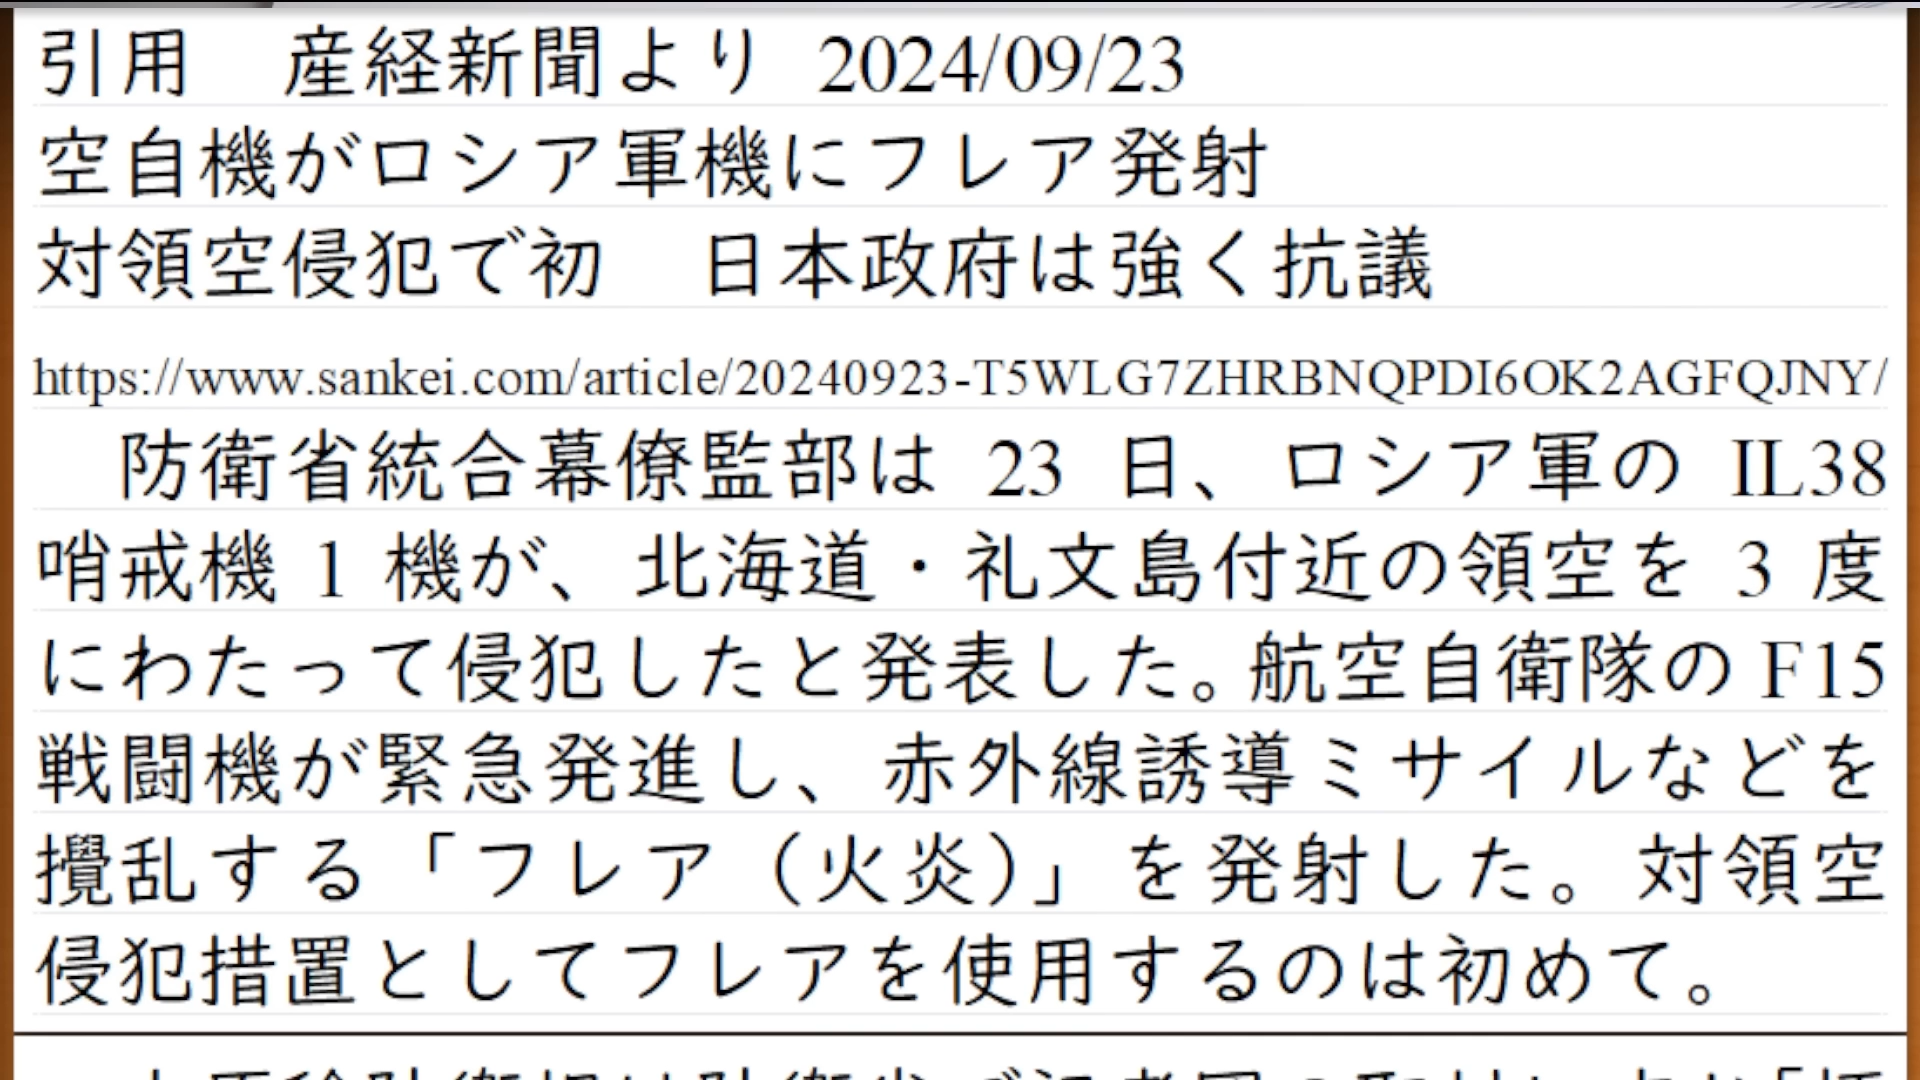 引用　産経新聞より 2024/09/23
空自機がロシア軍機にフレア発射
対領空侵犯で初　日本政府は強く抗議
https://www.sankei.com/article/20240923-T5WLG7ZHRBNQPDI6OK2AGFQJNY/
　防衛省統合幕僚監部は 23 日、ロシア軍の IL38
哨戒機 1 機が、北海道・礼文島付近の領空を 3 度
にわたって侵犯したと発表した。航空自衛隊の F15
戦闘機が緊急発進し、赤外線誘導ミサイルなどを
攪乱する「フレア（火炎）」を発射した。対領空
侵犯措置としてフレアを使用するのは初めて。